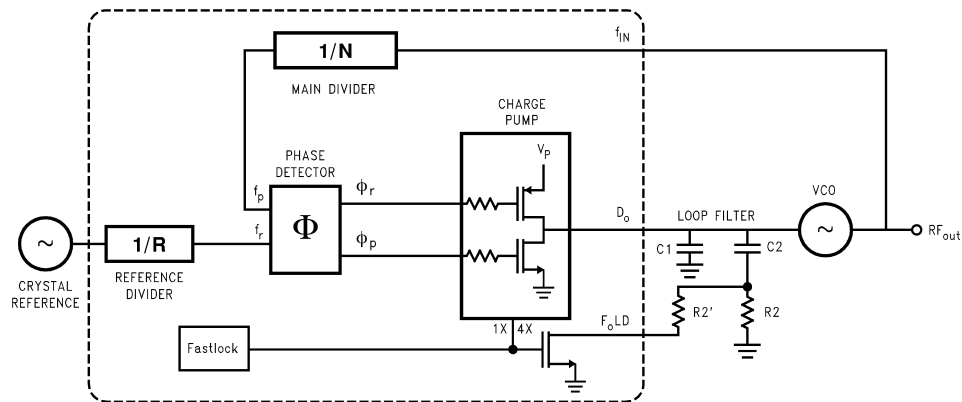 f_IN
1/N
MAIN DIVIDER
CHARGE
PUMP
V_p
PHASE
DETECTOR
f_p
ϕ_r
VCO
D_o
LOOP FILTER
Φ
~
1/R
f_r
ϕ_p
~
C1
C2
RF_out
CRYSTAL
REFERENCE
REFERENCE
DIVIDER
R2'
R2
1X
4X
F_oLD
Fastlock